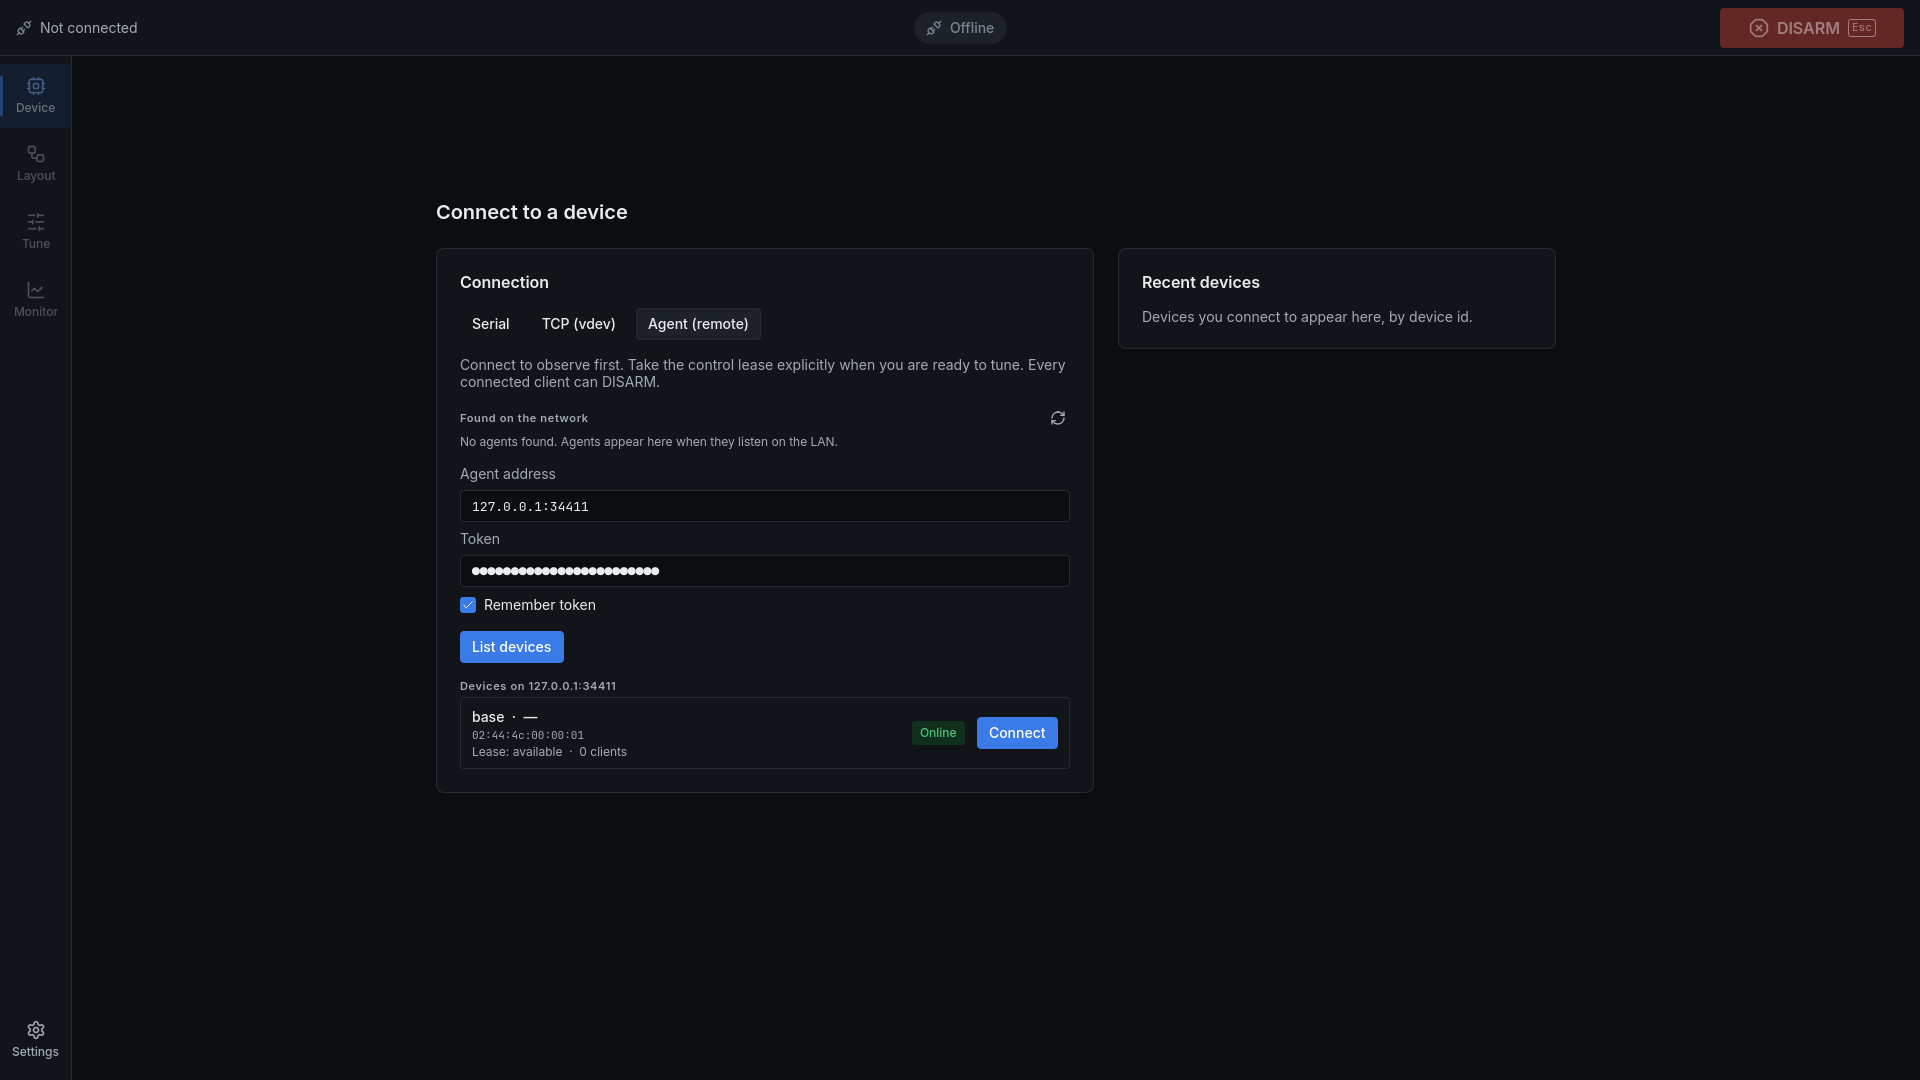 Not connected
Offline
DISARM Esc
Device
Layout
Tune
Monitor
Settings
Connect to a device
Connection
Serial
TCP (vdev)
Agent (remote)
Connect to observe first. Take the control lease explicitly when you are ready to tune. Every
connected client can DISARM.
Found on the network
No agents found. Agents appear here when they listen on the LAN.
Agent address
127.0.0.1:34411
Token
●●●●●●●●●●●●●●●●●●●●●●●●
Remember token
List devices
Devices on 127.0.0.1:34411
base · —
02:44:4c:00:00:01
Lease: available · 0 clients
Online
Connect
Recent devices
Devices you connect to appear here, by device id.